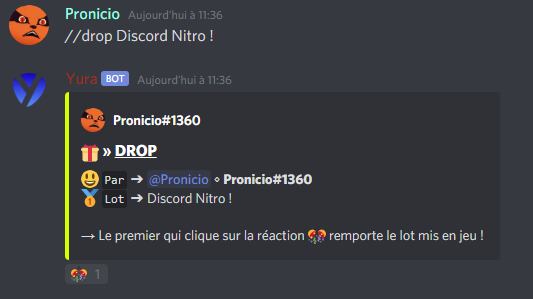 Pronicio Aujourd'hui à 11:36
//drop Discord Nitro !
Yura BOT Aujourd'hui à 11:36
Pronicio#1360
» DROP
Par ➔ @Pronicio ⋄ Pronicio#1360
Lot ➔ Discord Nitro !
→ Le premier qui clique sur la réaction remporte le lot mis en jeu !
1